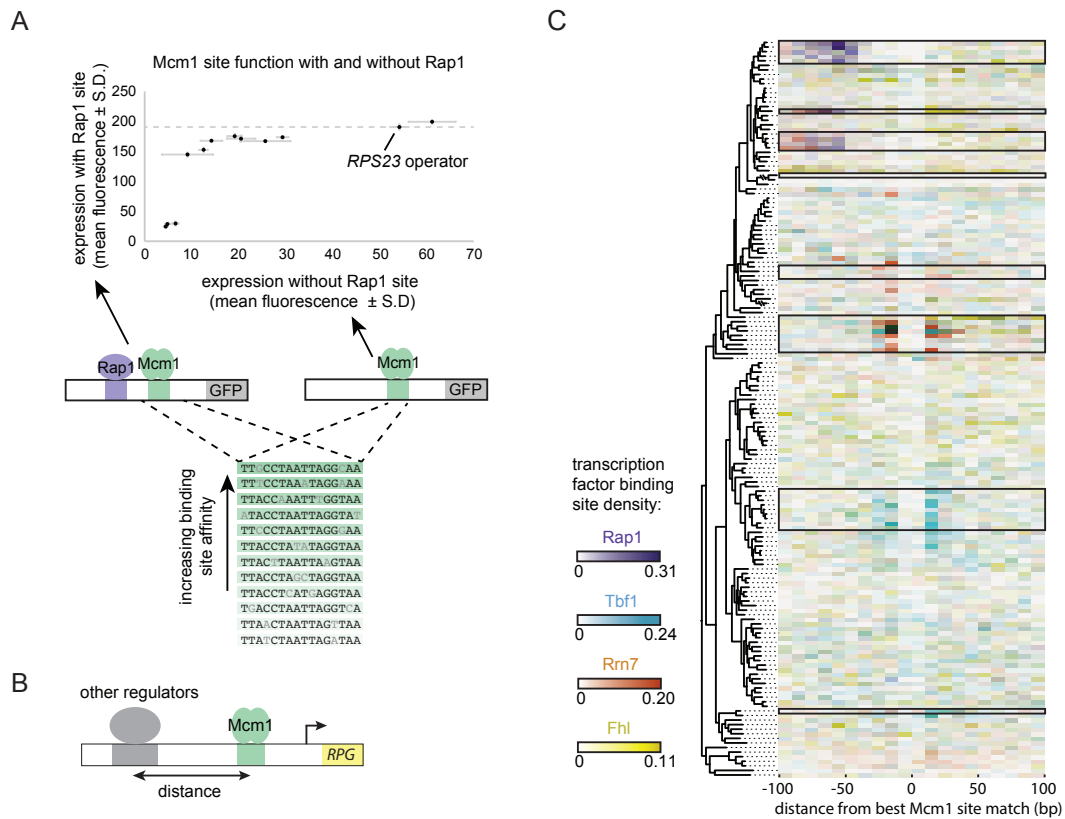 A
Mcm1 site function with and without Rap1
expression with Rap1 site
(mean fluorescence ± S.D.)
250
200
150
100
50
0
0 10 20 30 40 50 60 70
RPS23 operator
expression without Rap1 site
(mean fluorescence ± S.D)
Rap1
Mcm1
GFP
Mcm1
GFP
increasing binding
site affinity
TTGCCTAATTAGGCAA
TTTCCTAAATAGGAAA
TTACCAAATTTGGTAA
ATACCTAATTAGGTAT
TTCCCTAATTAGGGAA
TTACCTATATAGGTAA
TTACTTAATTAAGTAA
TTACCTAGCTAGGTAA
TTACCTCATGAGGTAA
TGACCTAATTAGGTCA
TTAACTAATTAGTTAA
TTATCTAATTAGATAA
B
other regulators
Mcm1
RPG
distance
C
transcription
factor binding
site density:
Rap1
0 0.31
Tbf1
0 0.24
Rrn7
0 0.20
Fhl
0 0.11
-100 -50 0 50 100
distance from best Mcm1 site match (bp)